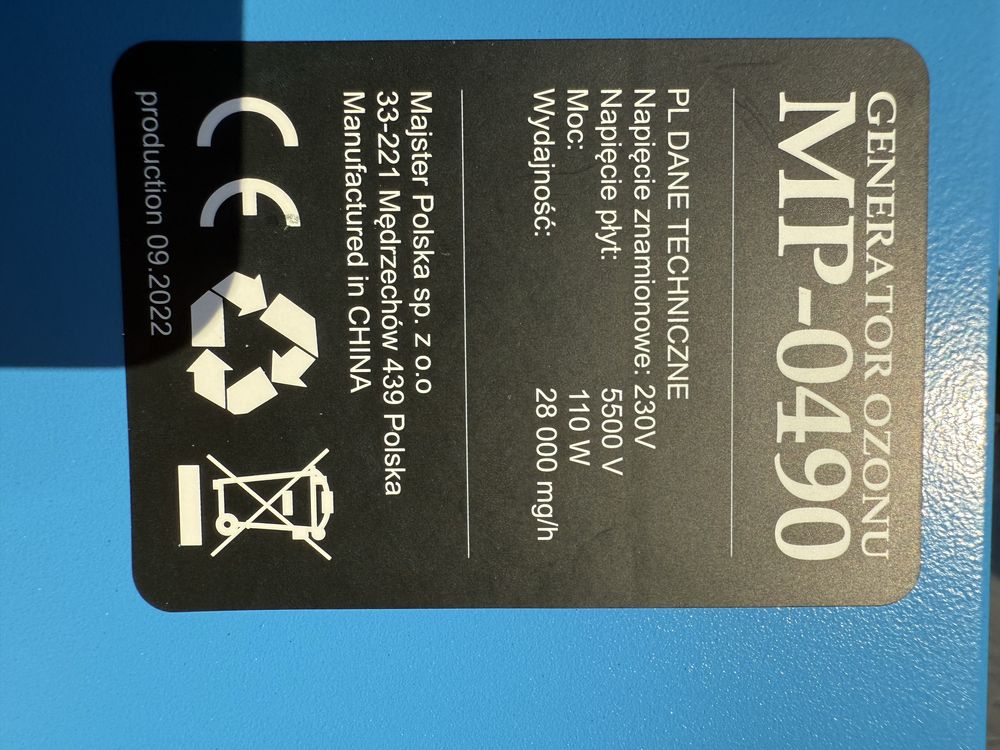 GENERATOR OZONU
MP-0490
PL DANE TECHNICZNE
Napięcie znamionowe: 230V
Napięcie płyt: 5500 V
Moc: 110 W
Wydajność: 28 000 mg/h
Majster Polska sp. z o.o
33-221 Mędrzechów 439 Polska
Manufactured in CHINA
CE
production 09.2022